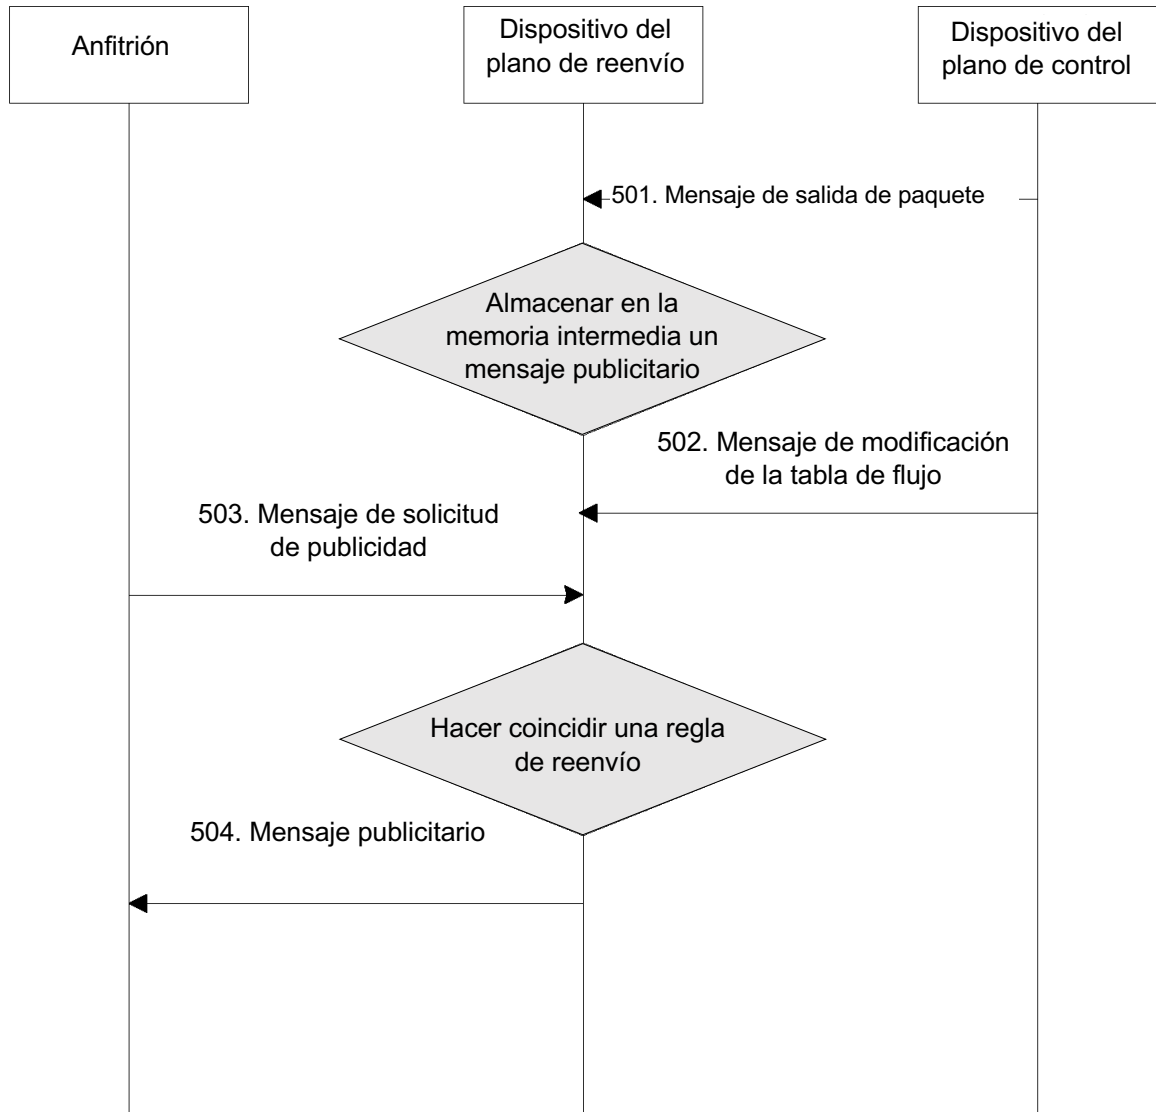 Anfitrión
Dispositivo del
plano de reenvío
Dispositivo del
plano de control
501. Mensaje de salida de paquete
Almacenar en la
memoria intermedia un
mensaje publicitario
502. Mensaje de modificación
de la tabla de flujo
503. Mensaje de solicitud
de publicidad
Hacer coincidir una regla
de reenvío
504. Mensaje publicitario